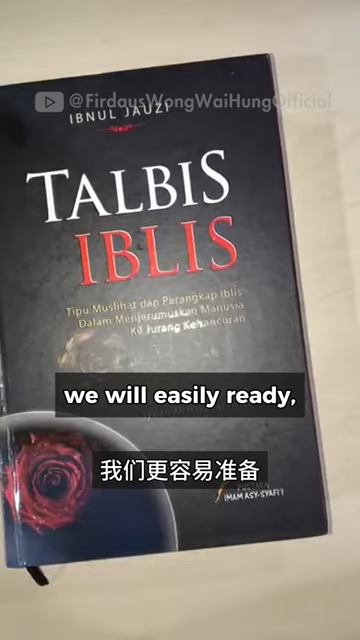 @FirdausWongWaiHungOfficial
IBNUL JAUZI
TALBIS
IBLIS
Tipu Muslihat dan Perangkap Iblis
Dalam Menjerumuskan Manusia
Ke Jurang Kehancuran
we will easily ready,
我们更容易准备
PUSTAKA
IMAM ASY-SYAFI'I